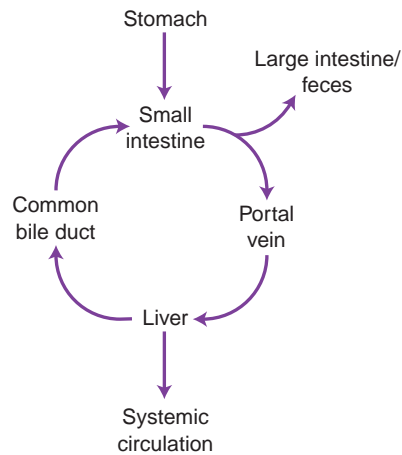 Stomach
Large intestine/
feces
Small
intestine
Common
bile duct
Portal
vein
Liver
Systemic
circulation